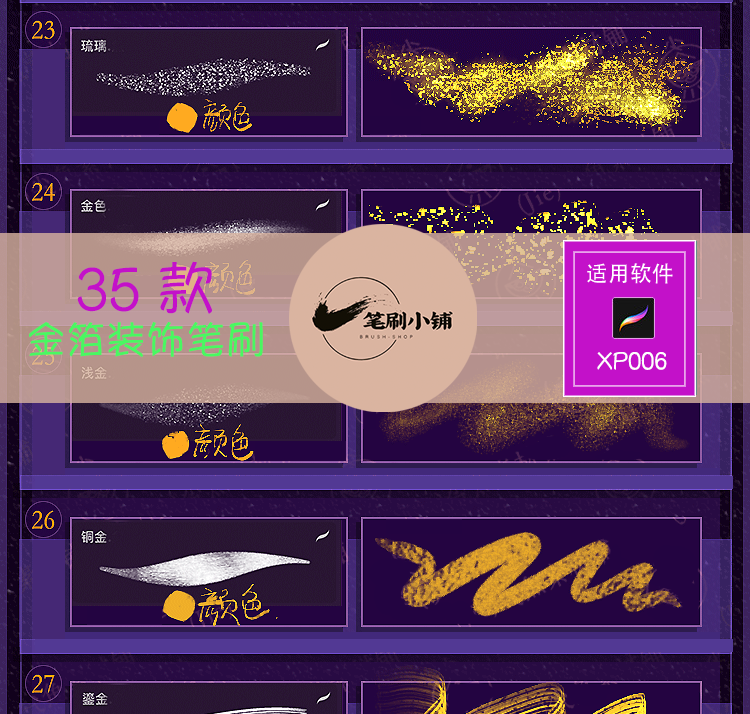 23
琉璃
颜色
24
金色
颜色
35 款
金箔装饰笔刷
笔刷小铺
BRUSH-SHOP
适用软件
XP006
25
浅金
颜色
26
铜金
颜色
27
鎏金